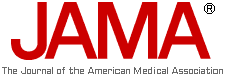 JAMA®
The Journal of the American Medical Association